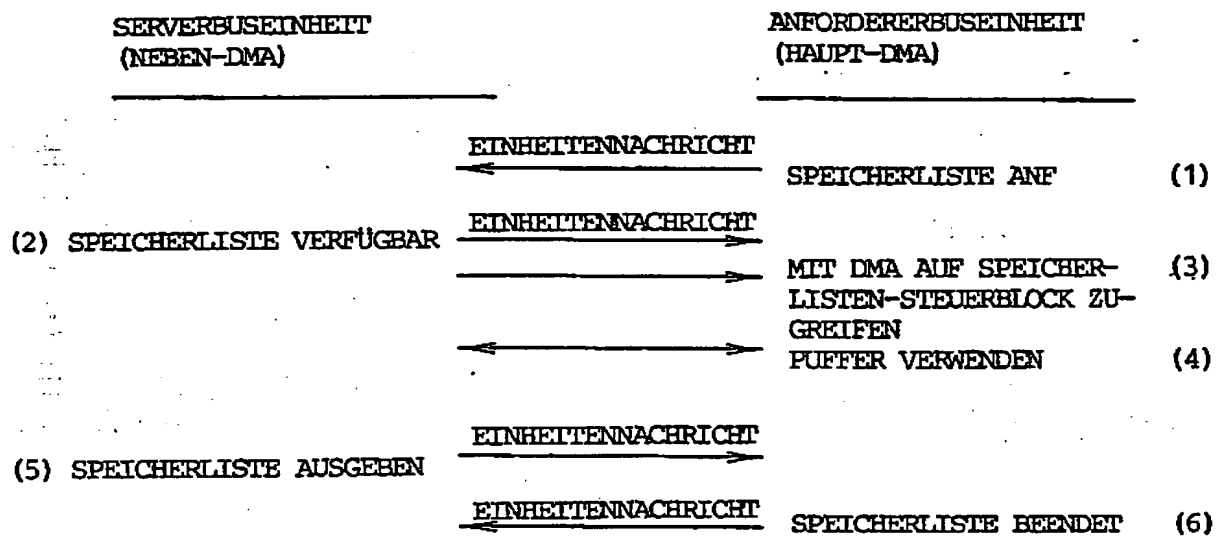 SERVERBUSEINHEIT
(NEBEN-DMA)
ANFORDERERBUSEINHEIT
(HAUPT-DMA)
EINHEITENNACHRICHT
SPEICHERLISTE ANF (1)
(2) SPEICHERLISTE VERFÜGBAR
EINHEITENNACHRICHT
MIT DMA AUF SPEICHER- (3)
LISTEN-STEUERBLOCK ZU-
GREIFEN
PUFFER VERWENDEN (4)
EINHEITENNACHRICHT
(5) SPEICHERLISTE AUSGEBEN
EINHEITENNACHRICHT
SPEICHERLISTE BEENDET (6)